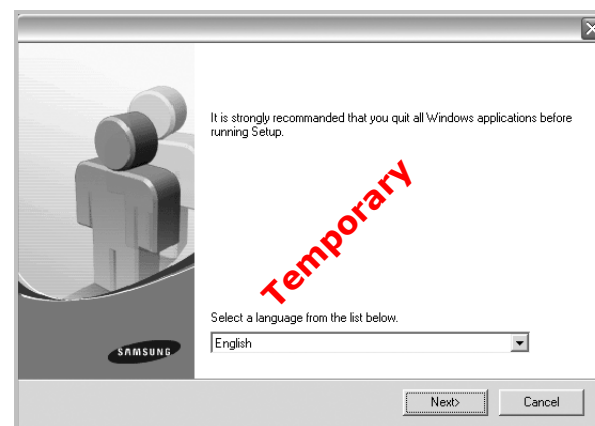 It is strongly recommanded that you quit all Windows applications before
running Setup.
Temporary
Select a language from the list below.
English
SAMSUNG
Next>
Cancel